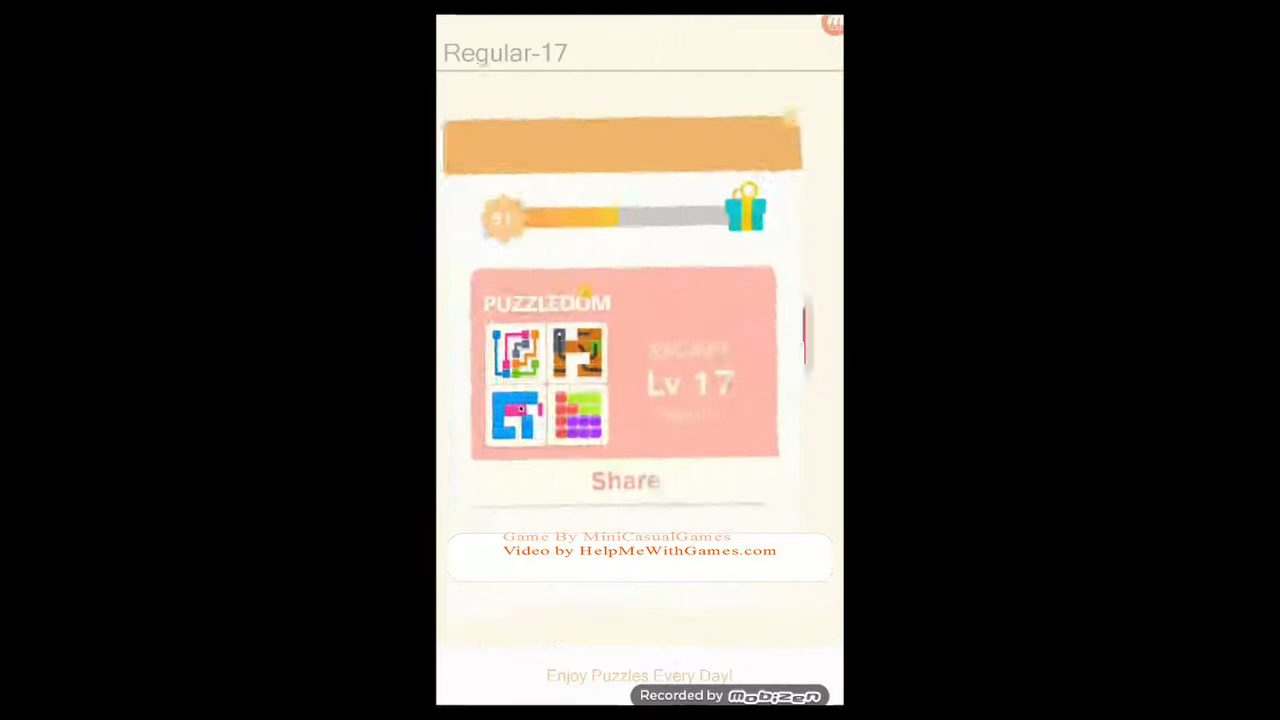 Regular-17
PUZZLEDOM
Lv 17
Share
Game By MiniCasualGames
Video by HelpMeWithGames.com
Enjoy Puzzles Every Day!
Recorded by mobizen